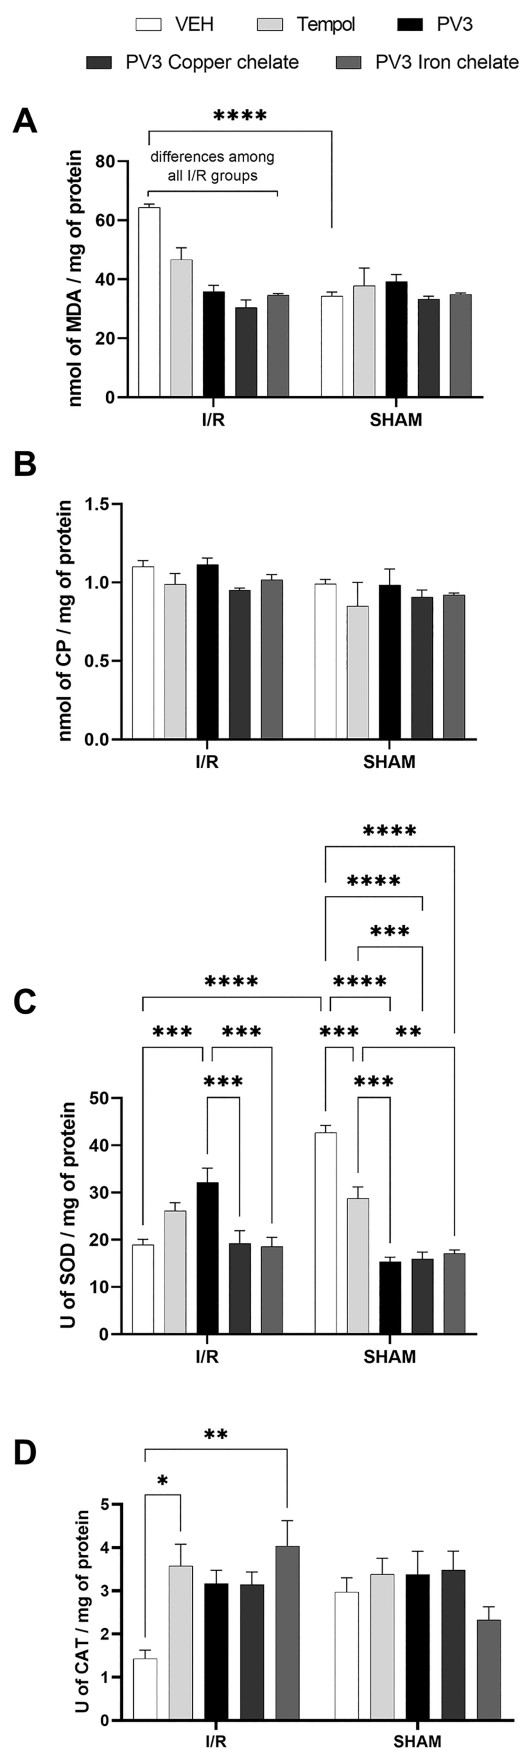 VEH Tempol PV3
PV3 Copper chelate PV3 Iron chelate
A
****
differences among
all I/R groups
nmol of MDA / mg of protein
80
60
40
20
0
I/R SHAM
B
nmol of CP / mg of protein
1.5
1.0
0.5
0.0
I/R SHAM
C
****
****
***
**** ****
*** *** *** **
*** ***
U of SOD / mg of protein
50
40
30
20
10
0
I/R SHAM
D
**
*
U of CAT / mg of protein
5
4
3
2
1
0
I/R SHAM